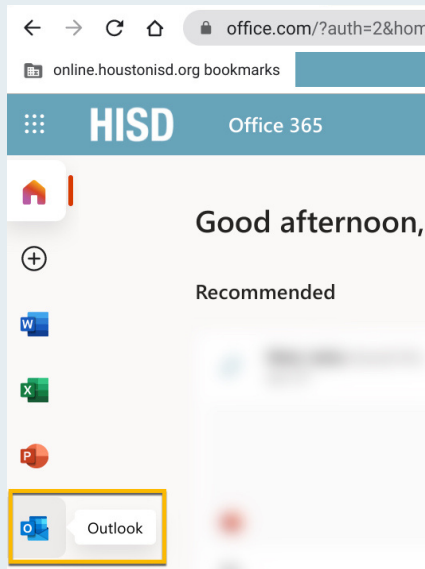 office.com/?auth=2&hom
online.houstonisd.org bookmarks
HISD Office 365
Good afternoon,
Recommended
W
X
P
O Outlook